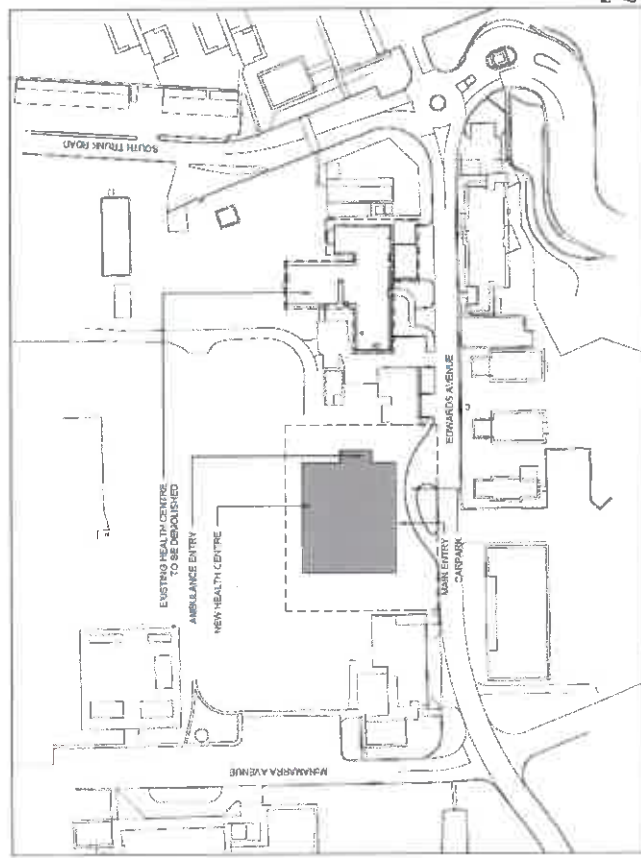 SOUTH TRUNK ROAD
EXISTING HEALTH CENTRE
TO BE DEMOLISHED
AMBULANCE ENTRY
NEW HEALTH CENTRE
EDWARDS AVENUE
MAIN ENTRY
CARPARK
McNAMARRA AVENUE